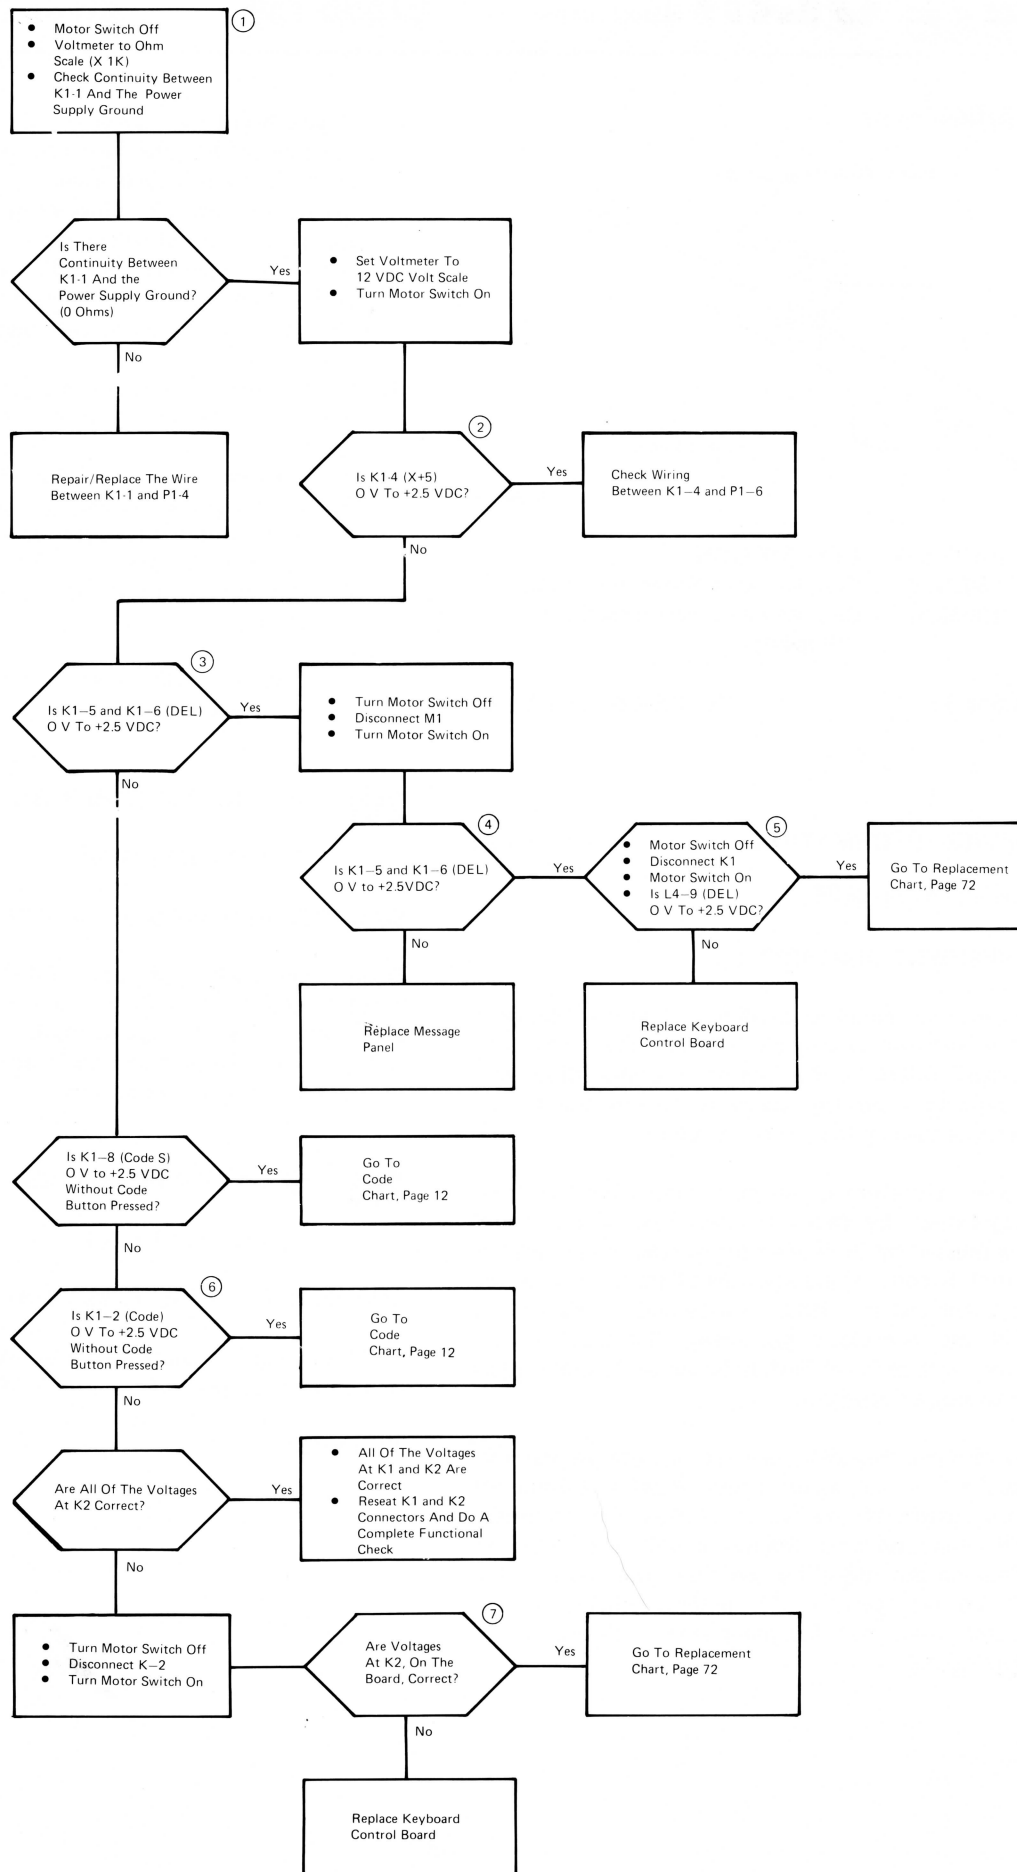 1
● Motor Switch Off
● Voltmeter to Ohm
Scale (X 1K)
● Check Continuity Between
K1-1 And The Power
Supply Ground
Is There
Continuity Between
K1-1 And the
Power Supply Ground?
(0 Ohms)
Yes
● Set Voltmeter To
12 VDC Volt Scale
● Turn Motor Switch On
No
Repair/Replace The Wire
Between K1-1 and P1-4
2
Is K1-4 (X+5)
O V To +2.5 VDC?
Yes
Check Wiring
Between K1–4 and P1–6
No
3
Is K1–5 and K1–6 (DEL)
O V To +2.5 VDC?
Yes
● Turn Motor Switch Off
● Disconnect M1
● Turn Motor Switch On
No
4
Is K1–5 and K1–6 (DEL)
O V to +2.5VDC?
Yes
5
● Motor Switch Off
● Disconnect K1
● Motor Switch On
● Is L4–9 (DEL)
O V To +2.5 VDC?
Yes
Go To Replacement
Chart, Page 72
No
Replace Message
Panel
No
Replace Keyboard
Control Board
Is K1–8 (Code S)
O V to +2.5 VDC
Without Code
Button Pressed?
Yes
Go To
Code
Chart, Page 12
No
6
Is K1–2 (Code)
O V To +2.5 VDC
Without Code
Button Pressed?
Yes
Go To
Code
Chart, Page 12
No
Are All Of The Voltages
At K2 Correct?
Yes
● All Of The Voltages
At K1 and K2 Are
Correct
● Reseat K1 and K2
Connectors And Do A
Complete Functional
Check
No
● Turn Motor Switch Off
● Disconnect K–2
● Turn Motor Switch On
7
Are Voltages
At K2, On The
Board, Correct?
Yes
Go To Replacement
Chart, Page 72
No
Replace Keyboard
Control Board